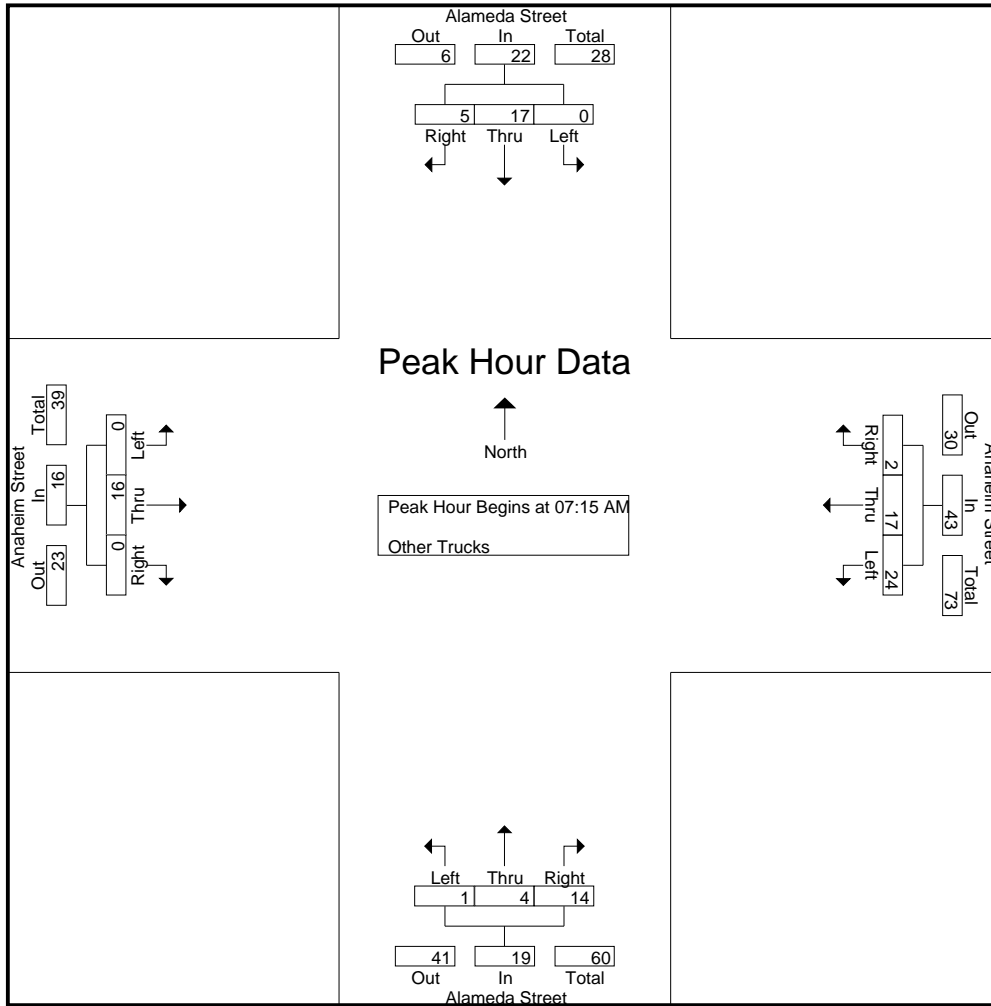 Alameda Street
Out In Total
6 22 28
5 17 0
Right Thru Left
Peak Hour Data
North
Peak Hour Begins at 07:15 AM
Other Trucks
Anaheim Street
Total In Out
39 16 23
0 16 0
Left Thru Right
Right Thru Left
2 17 24
30 43 73
Out In Total
Anaheim Street
Left Thru Right
1 4 14
41 19 60
Out In Total
Alameda Street